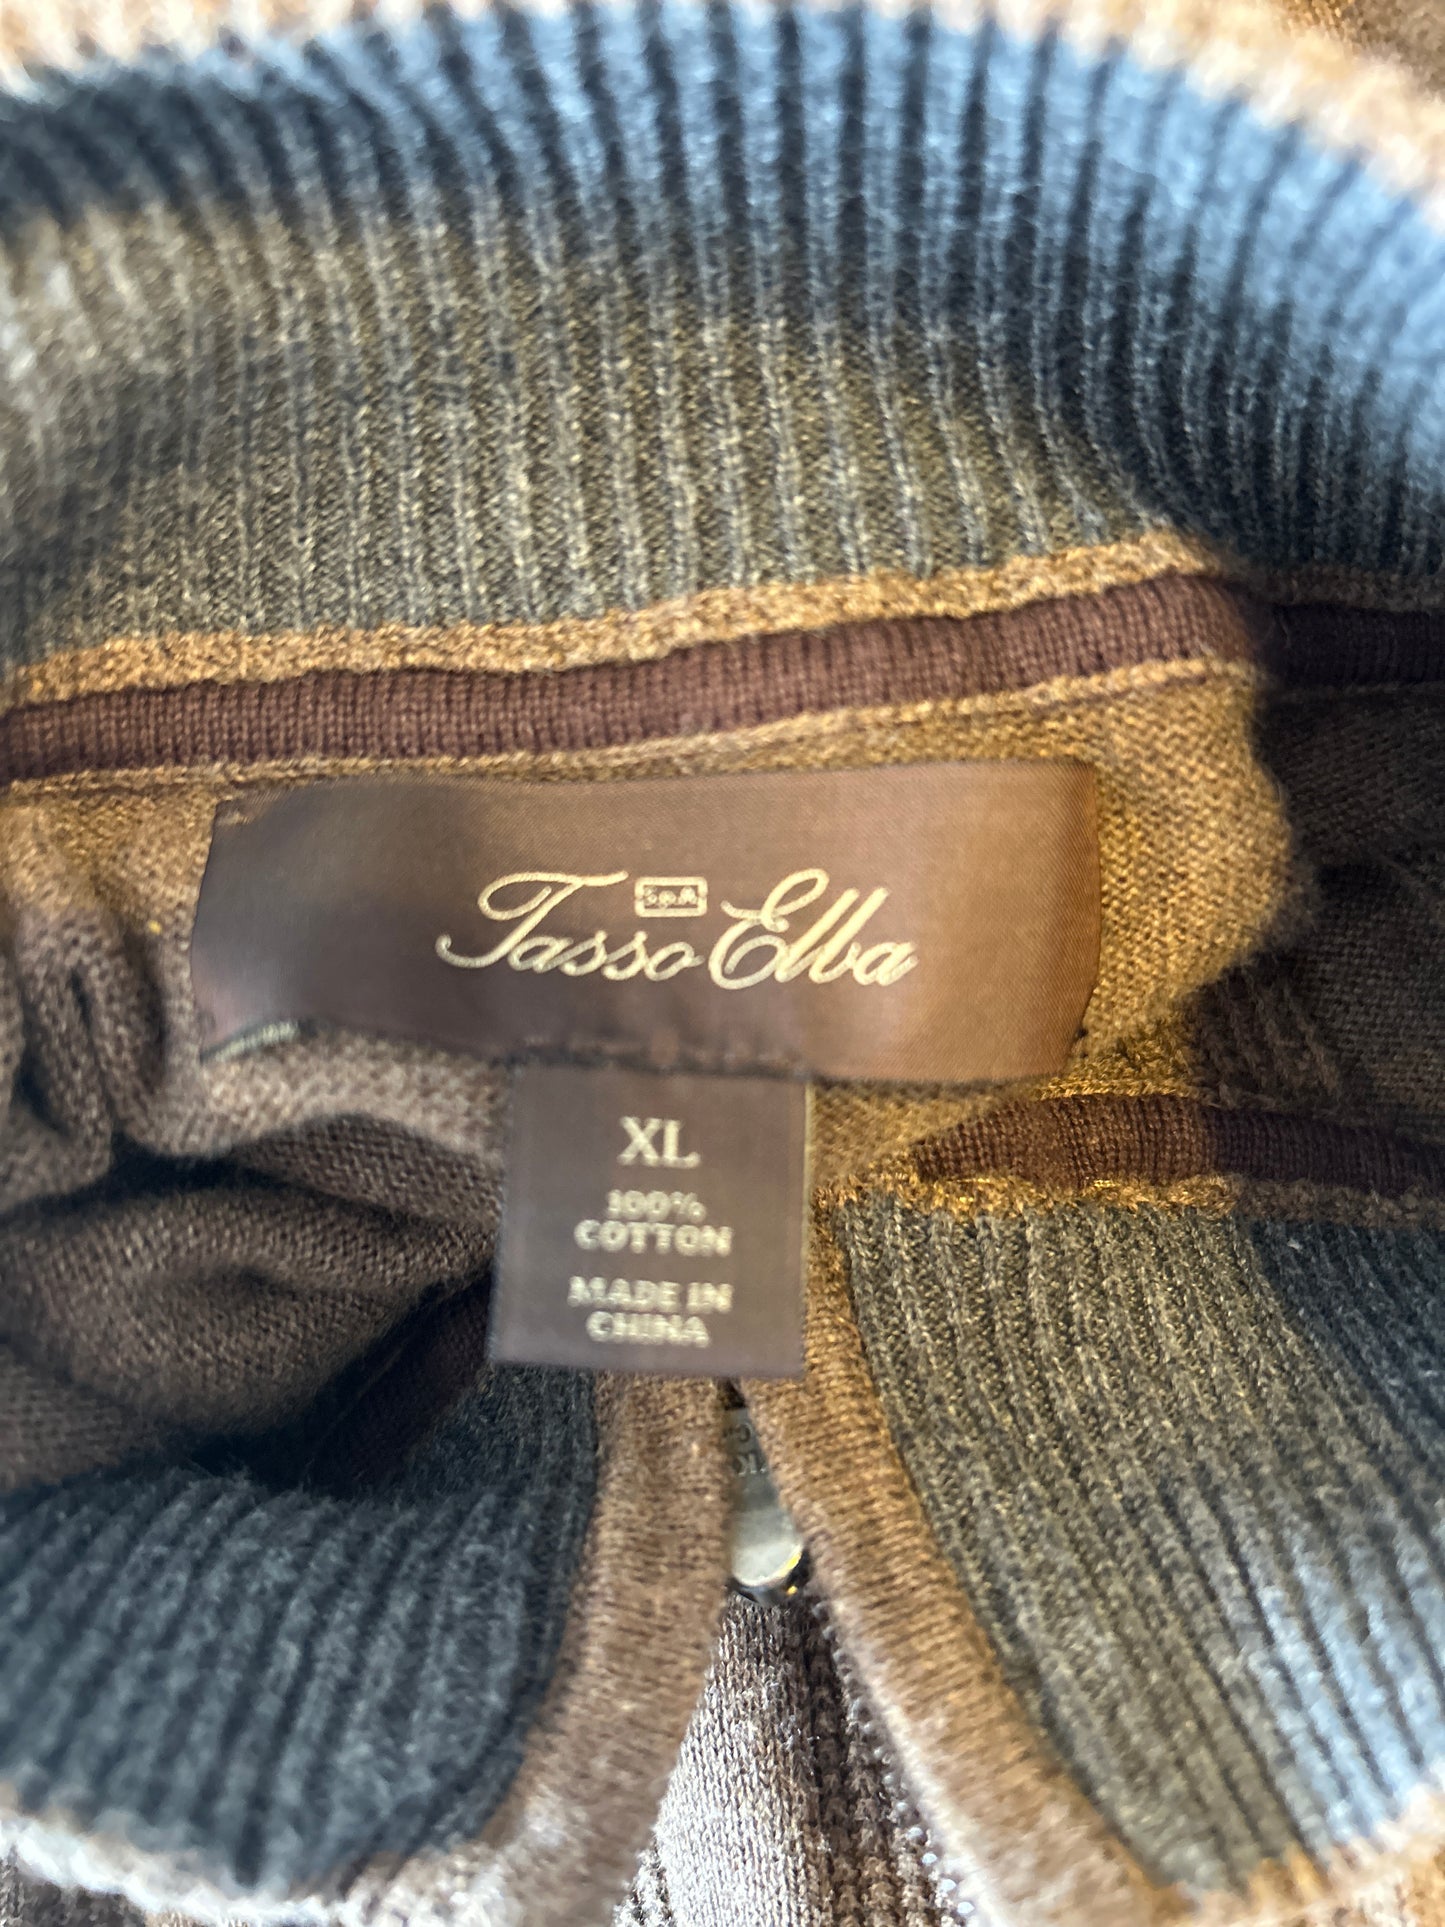 S.p.A.
Tasso Elba
XL
100%
COTTON
MADE IN
CHINA